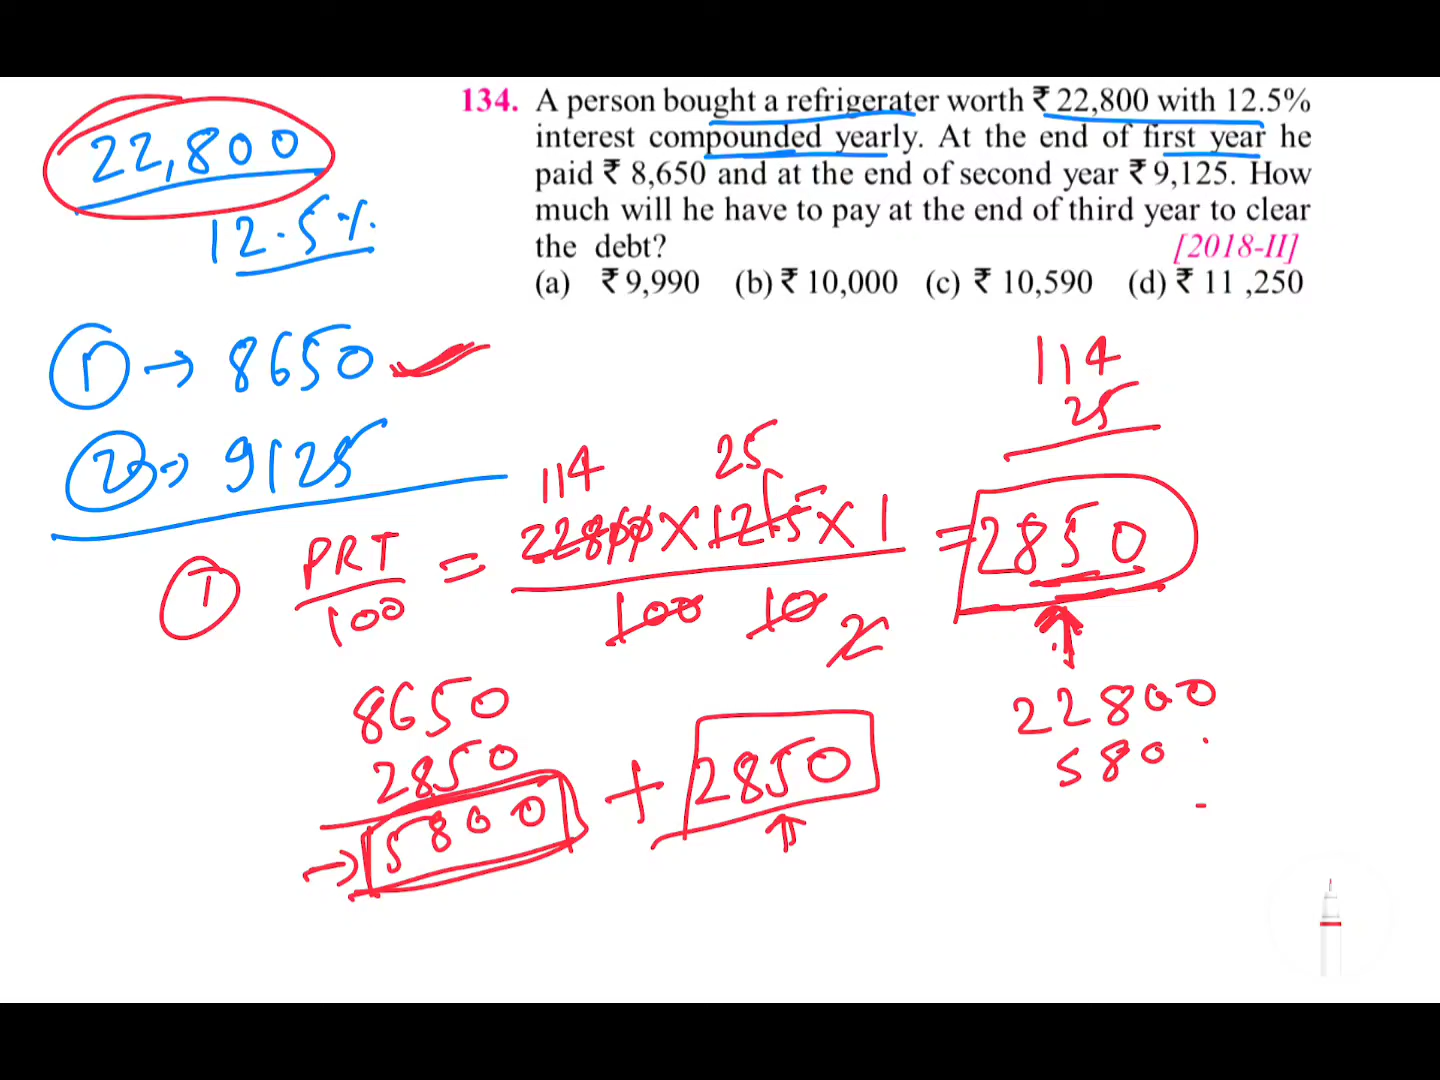 22,800
12.5%
134. A person bought a refrigerater worth ₹ 22,800 with 12.5%
interest compounded yearly. At the end of first year he
paid ₹ 8,650 and at the end of second year ₹ 9,125. How
much will he have to pay at the end of third year to clear
the debt? [2018-II]
(a) ₹ 9,990 (b) ₹ 10,000 (c) ₹ 10,590 (d) ₹ 11 ,250
1 → 8650
2 → 9125
114
25
114 25
1 PRT/100 = 22800 × 12.5 × 1 = 2850
100 10 2
8650
2850
→ 5800 + 2850
22800
580
-